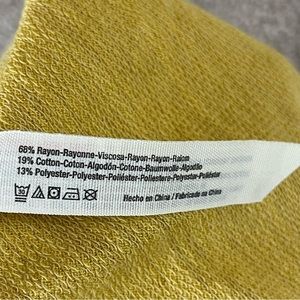 68% Rayon-Rayonne-Viscosa-Rayon-Rayon-Raiom
19% Cotton-Coton-Algodón-Cotone-Baumwolle-Algodão
13% Polyester-Polyester-Poliéster-Poliestere-Polyester-Poliéster
Hecho en China / Fabricado na China